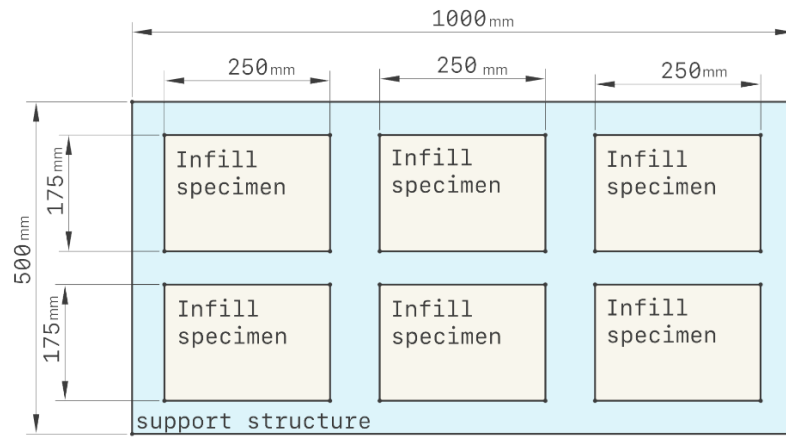 1000mm
250mm
250 mm
250mm
Infill
specimen
Infill
specimen
Infill
specimen
175mm
500mm
Infill
specimen
Infill
specimen
Infill
specimen
175mm
support structure